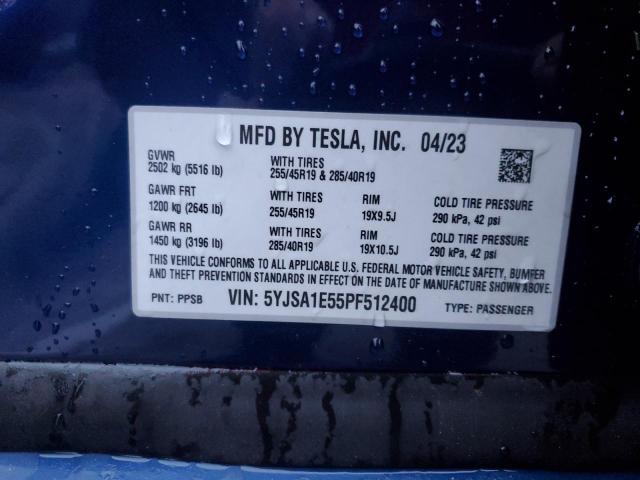 MFD BY TESLA, INC. 04/23
GVWR
2502 kg (5516 lb)
WITH TIRES
255/45R19 & 285/40R19
GAWR FRT
1200 kg (2645 lb)
WITH TIRES
255/45R19
RIM
19X9.5J
COLD TIRE PRESSURE
290 kPa, 42 psi
GAWR RR
1450 kg (3196 lb)
WITH TIRES
285/40R19
RIM
19X10.5J
COLD TIRE PRESSURE
290 kPa, 42 psi
THIS VEHICLE CONFORMS TO ALL APPLICABLE U.S. FEDERAL MOTOR VEHICLE SAFETY, BUMPER
AND THEFT PREVENTION STANDARDS IN EFFECT ON THE DATE OF MANUFACTURE SHOWN ABOVE.
PNT: PPSB VIN: 5YJSA1E55PF512400 TYPE: PASSENGER